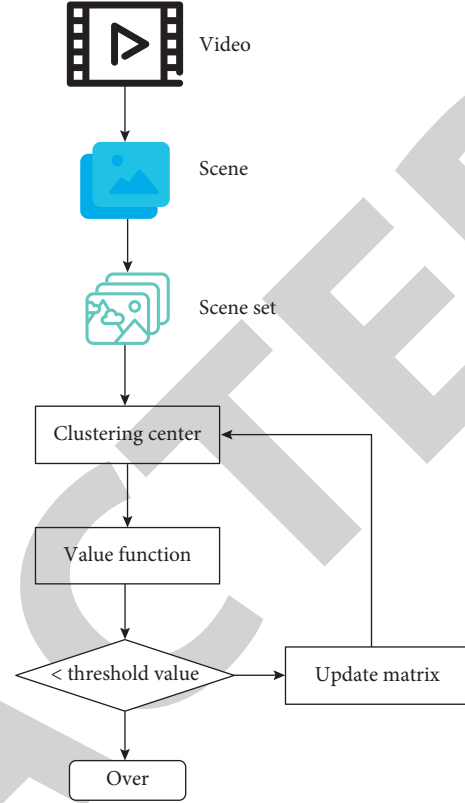 Video
Scene
Scene set
Clustering center
Value function
< threshold value
Update matrix
Over